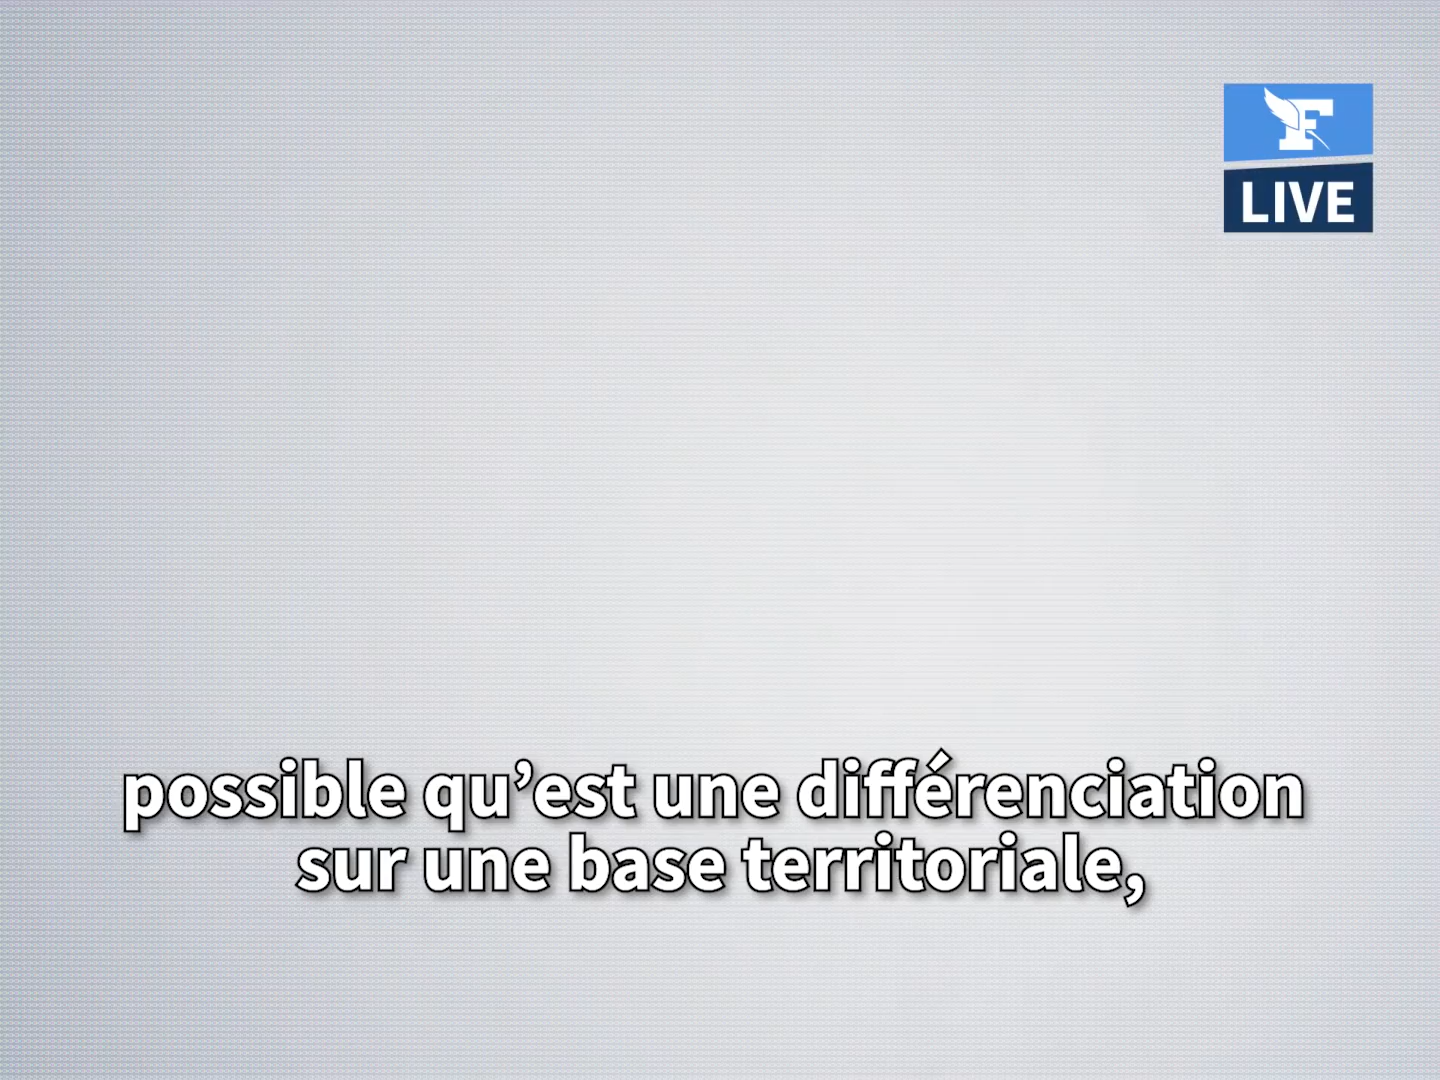 F
LIVE
possible qu’est une différenciation
sur une base territoriale,